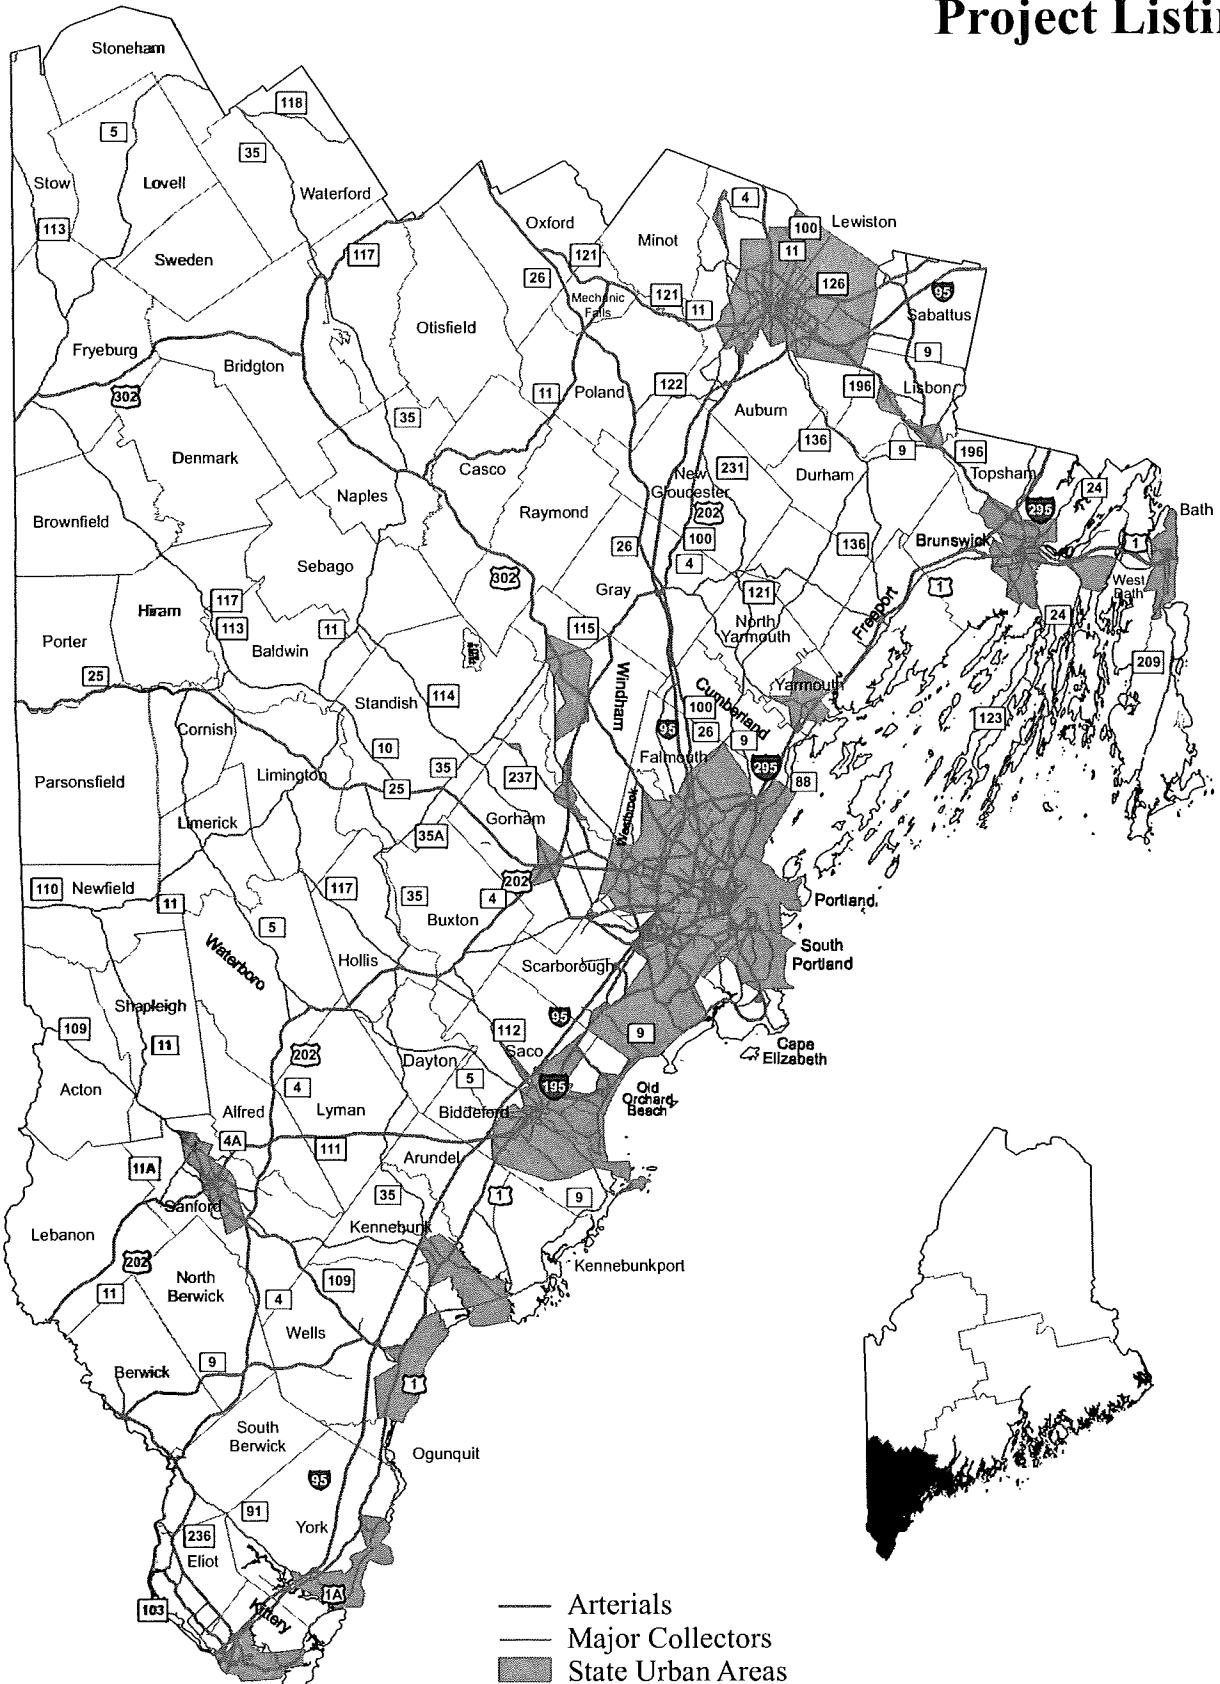 Project Listin
Stoneham
118
5
35
Stow
Lovell
Waterford
4
113
Oxford
Minot
100
Lewiston
11
Sweden
117
121
26
126
95
Mechanic
Falls
121
11
Sabattus
Otisfield
Fryeburg
Bridgton
9
302
11
Poland
122
196
Lisbon
35
Auburn
136
9
196
Denmark
Casco
New
Gloucester
231
Durham
Topsham
24
Naples
202
295
Bath
Brownfield
Raymond
100
26
136
Brunswick
1
4
302
Sebago
Gray
121
1
West
Bath
Hiram
117
113
11
115
North
Yarmouth
Freeport
24
Porter
Baldwin
209
25
Windham
Yarmouth
Standish
114
Cumberland
100
123
Cornish
95
26
9
10
Falmouth
295
Parsonsfield
Limington
35
237
88
25
Limerick
Gorham
Westbrook
35A
110
Newfield
117
202
11
35
4
Portland
Buxton
5
Waterboro
Hollis
Scarborough
South
Portland
Shapleigh
95
109
11
112
9
Cape
Elizabeth
202
Dayton
Saco
Acton
4
5
195
Old
Orchard
Beach
Alfred
Lyman
Biddeford
4A
111
Arundel
11A
35
1
9
Sanford
Kennebunk
Lebanon
202
Kennebunkport
North
Berwick
109
11
4
Wells
9
Berwick
1
South
Berwick
Ogunquit
95
91
236
York
Eliot
1A
103
Kittery
Arterials
Major Collectors
State Urban Areas